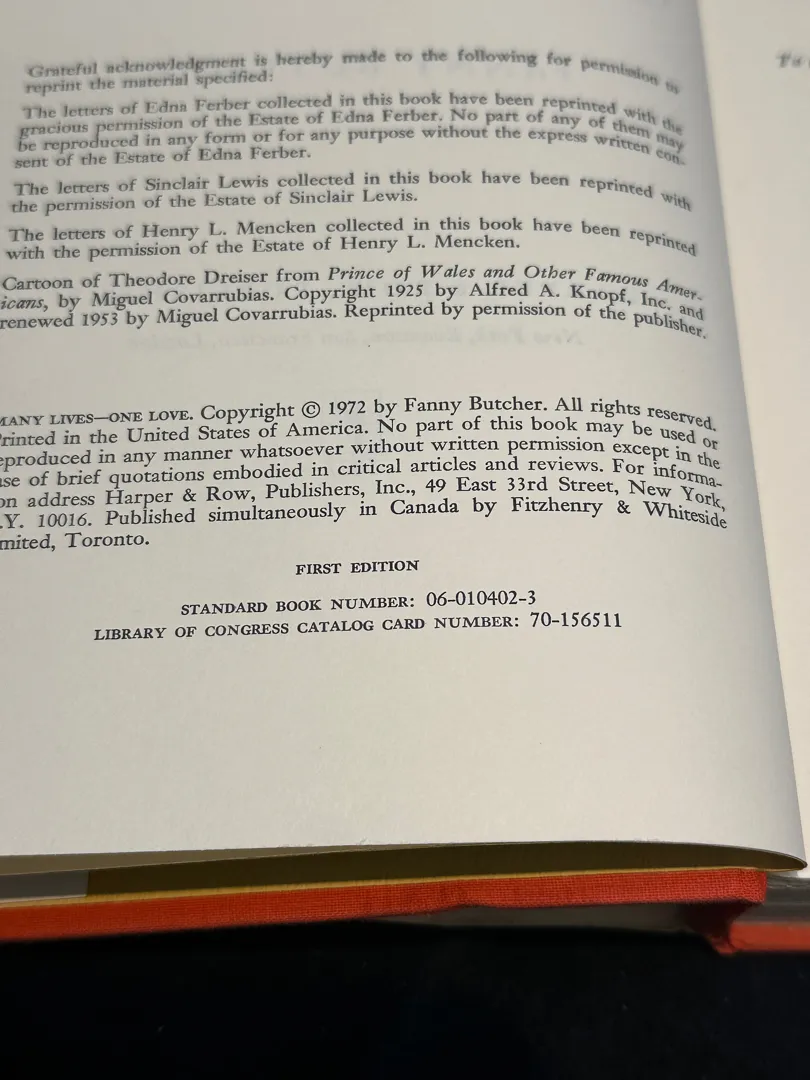 Grateful acknowledgment is hereby made to the following for permission to
reprint the material specified:
The letters of Edna Ferber collected in this book have been reprinted with the
gracious permission of the Estate of Edna Ferber. No part of any of them may
be reproduced in any form or for any purpose without the express written con-
sent of the Estate of Edna Ferber.
The letters of Sinclair Lewis collected in this book have been reprinted with
the permission of the Estate of Sinclair Lewis.
The letters of Henry L. Mencken collected in this book have been reprinted
with the permission of the Estate of Henry L. Mencken.
Cartoon of Theodore Dreiser from Prince of Wales and Other Famous Amer-
icans, by Miguel Covarrubias. Copyright 1925 by Alfred A. Knopf, Inc. and
renewed 1953 by Miguel Covarrubias. Reprinted by permission of the publisher.
MANY LIVES—ONE LOVE. Copyright © 1972 by Fanny Butcher. All rights reserved.
Printed in the United States of America. No part of this book may be used or
eproduced in any manner whatsoever without written permission except in the
se of brief quotations embodied in critical articles and reviews. For informa-
on address Harper & Row, Publishers, Inc., 49 East 33rd Street, New York,
.Y. 10016. Published simultaneously in Canada by Fitzhenry & Whiteside
mited, Toronto.
FIRST EDITION
STANDARD BOOK NUMBER: 06-010402-3
LIBRARY OF CONGRESS CATALOG CARD NUMBER: 70-156511